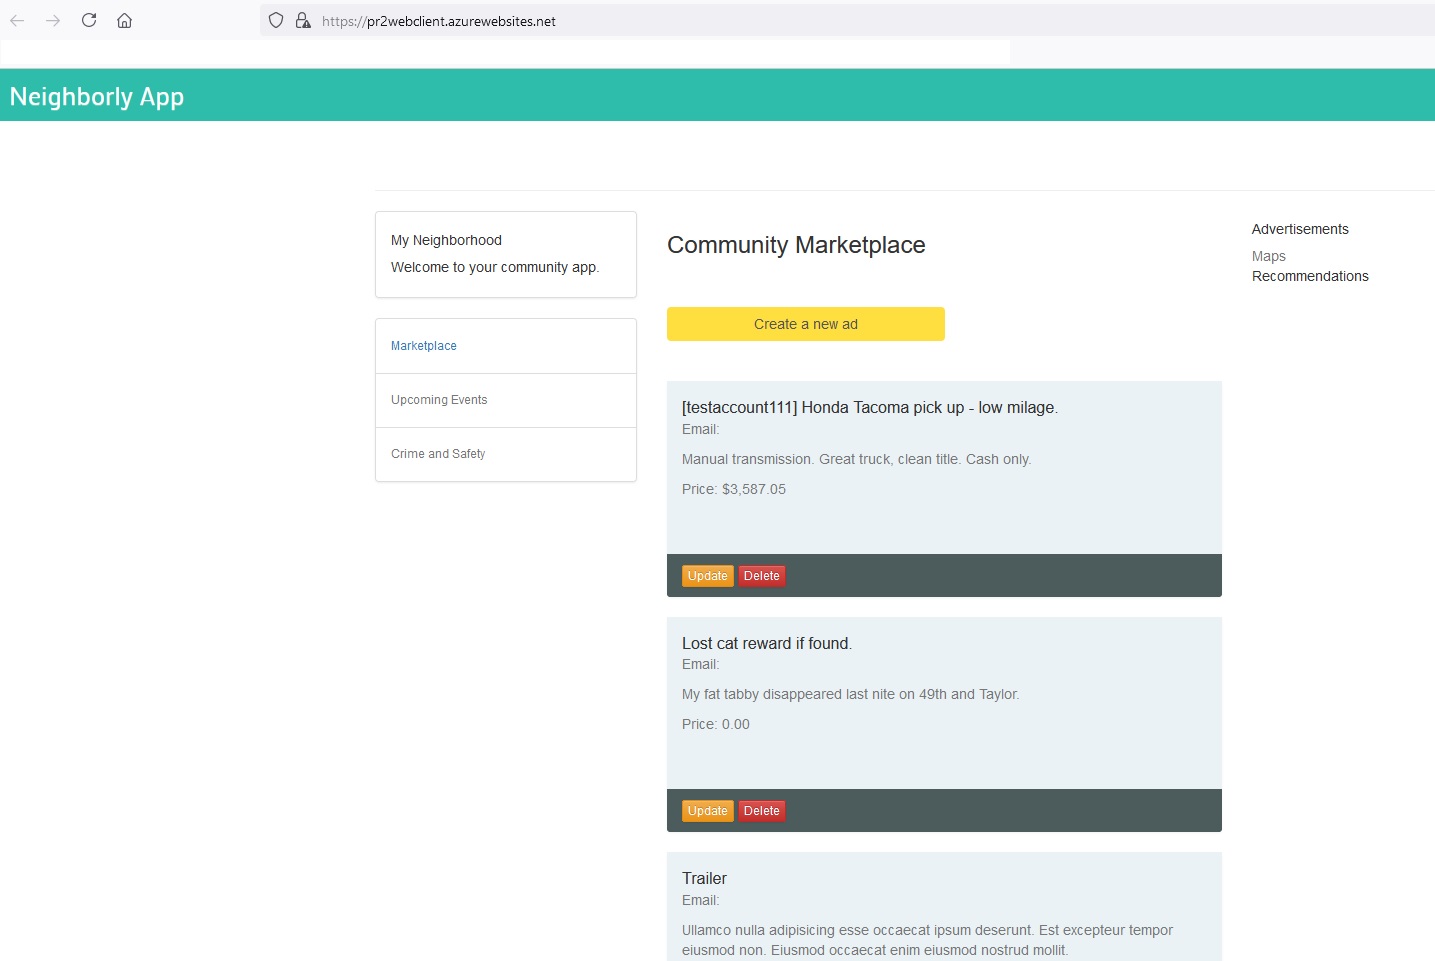 https://pr2webclient.azurewebsites.net
Neighborly App
My Neighborhood
Welcome to your community app.
Marketplace
Upcoming Events
Crime and Safety
Community Marketplace
Create a new ad
[testaccount111] Honda Tacoma pick up - low milage.
Email:
Manual transmission. Great truck, clean title. Cash only.
Price: $3,587.05
Update Delete
Lost cat reward if found.
Email:
My fat tabby disappeared last nite on 49th and Taylor.
Price: 0.00
Update Delete
Trailer
Email:
Ullamco nulla adipisicing esse occaecat ipsum deserunt. Est excepteur tempor
eiusmod non. Eiusmod occaecat enim eiusmod nostrud mollit.
Advertisements
Maps
Recommendations